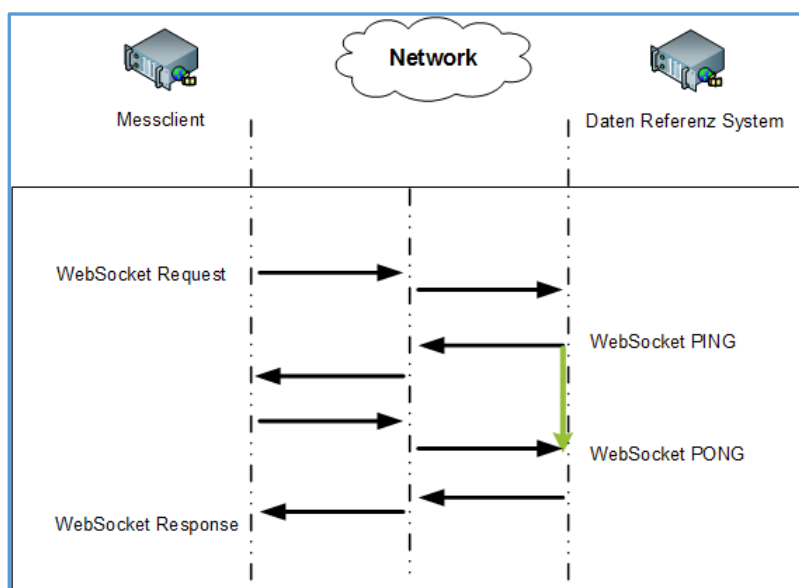 Network
Messclient
Daten Referenz System
WebSocket Request
WebSocket PING
WebSocket PONG
WebSocket Response